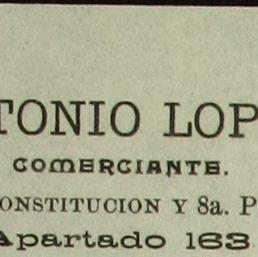 TONIO LOP
COMERCIANTE.
ONSTITUCION Y 8a. P
Apartado 163